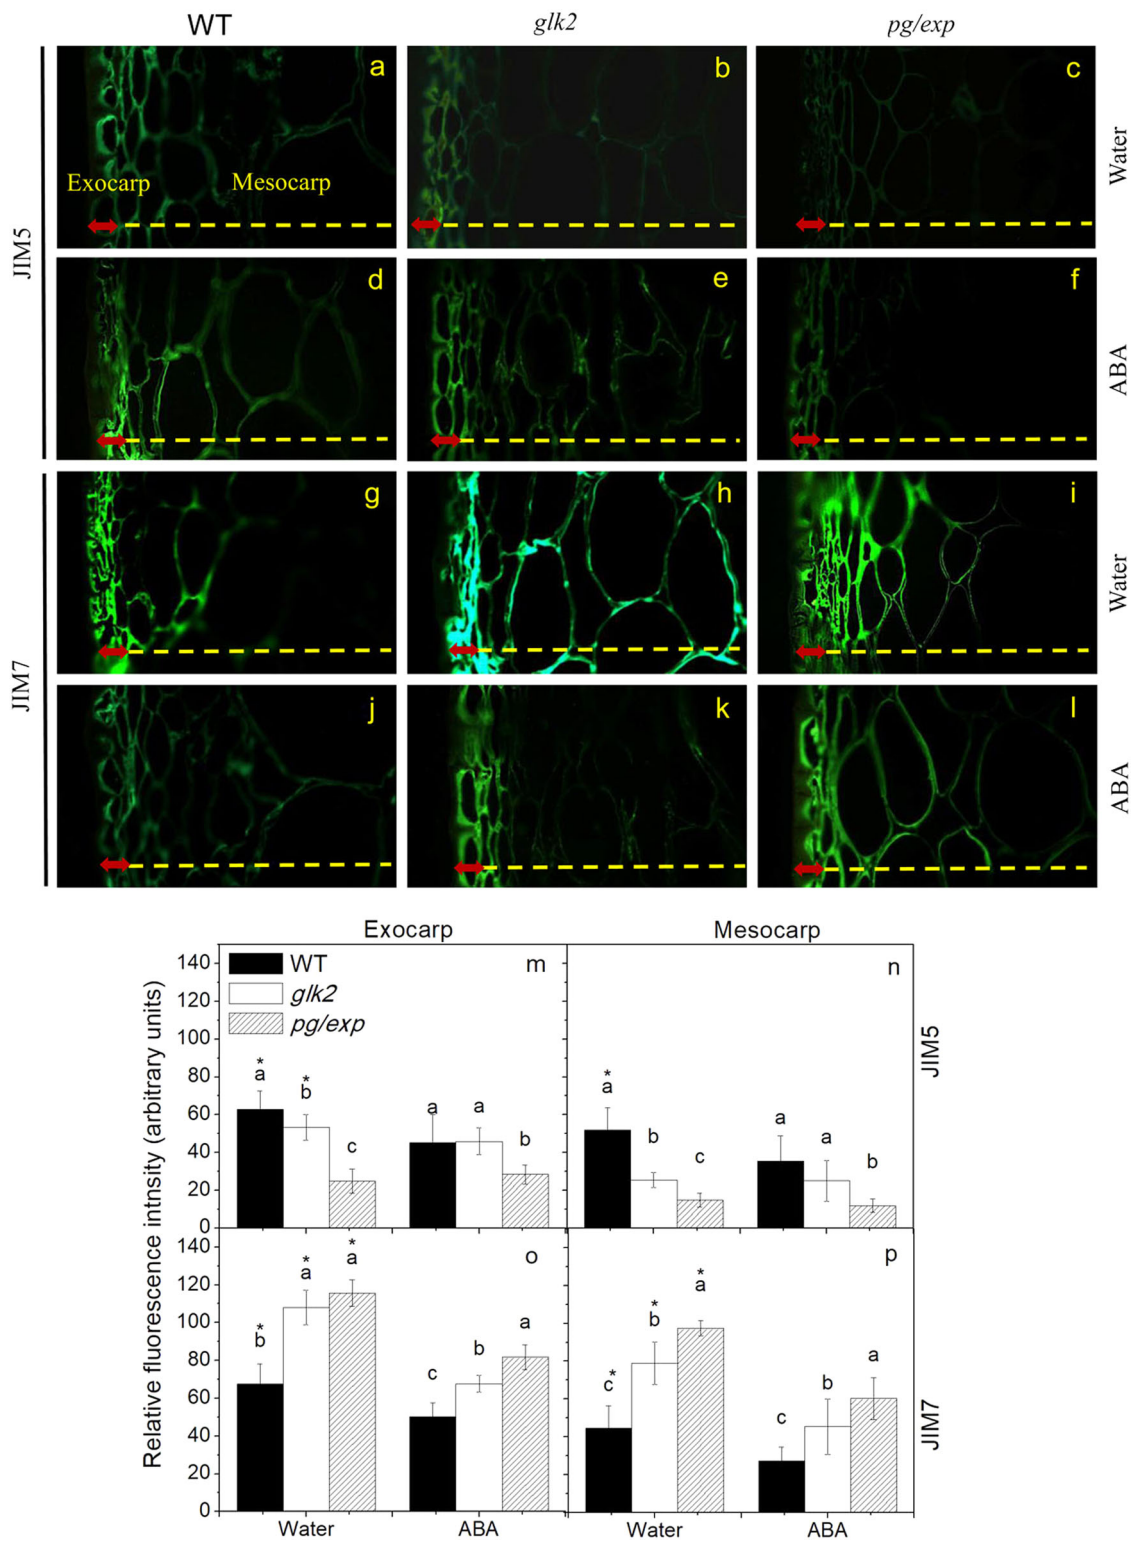 WT glk2 pg/exp
JIM5
a b c
Exocarp Mesocarp
Water
d e f
ABA
JIM7
g h i
Water
j k l
ABA
Exocarp Mesocarp
Relative fluorescence intnsity (arbitrary units)
140 WT m n
120 glk2
100 pg/exp
80
60
40
20
0
* a * b c a a b
* a b c a a b
JIM5
140 o p
120
100
80
60
40
20
0
* b * a * a c b a
* c * b * a c b a
JIM7
Water ABA Water ABA